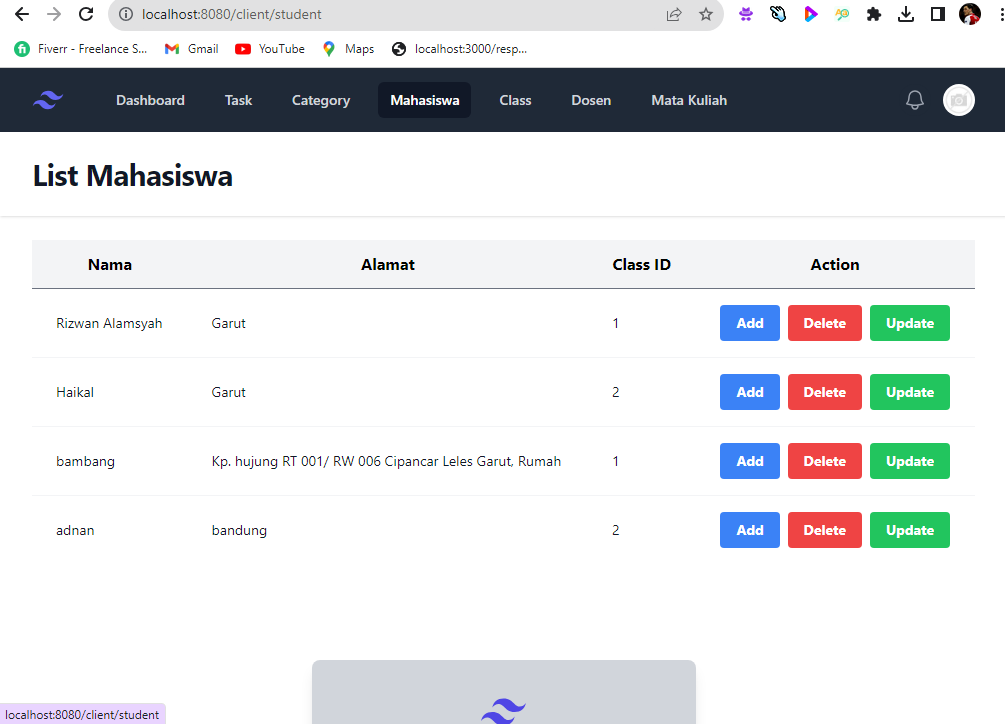 localhost:8080/client/student
Fiverr - Freelance S... Gmail YouTube Maps localhost:3000/resp...
Dashboard Task Category Mahasiswa Class Dosen Mata Kuliah
List Mahasiswa
Nama Alamat Class ID Action
Rizwan Alamsyah Garut 1 Add Delete Update
Haikal Garut 2 Add Delete Update
bambang Kp. hujung RT 001/ RW 006 Cipancar Leles Garut, Rumah 1 Add Delete Update
adnan bandung 2 Add Delete Update
localhost:8080/client/student